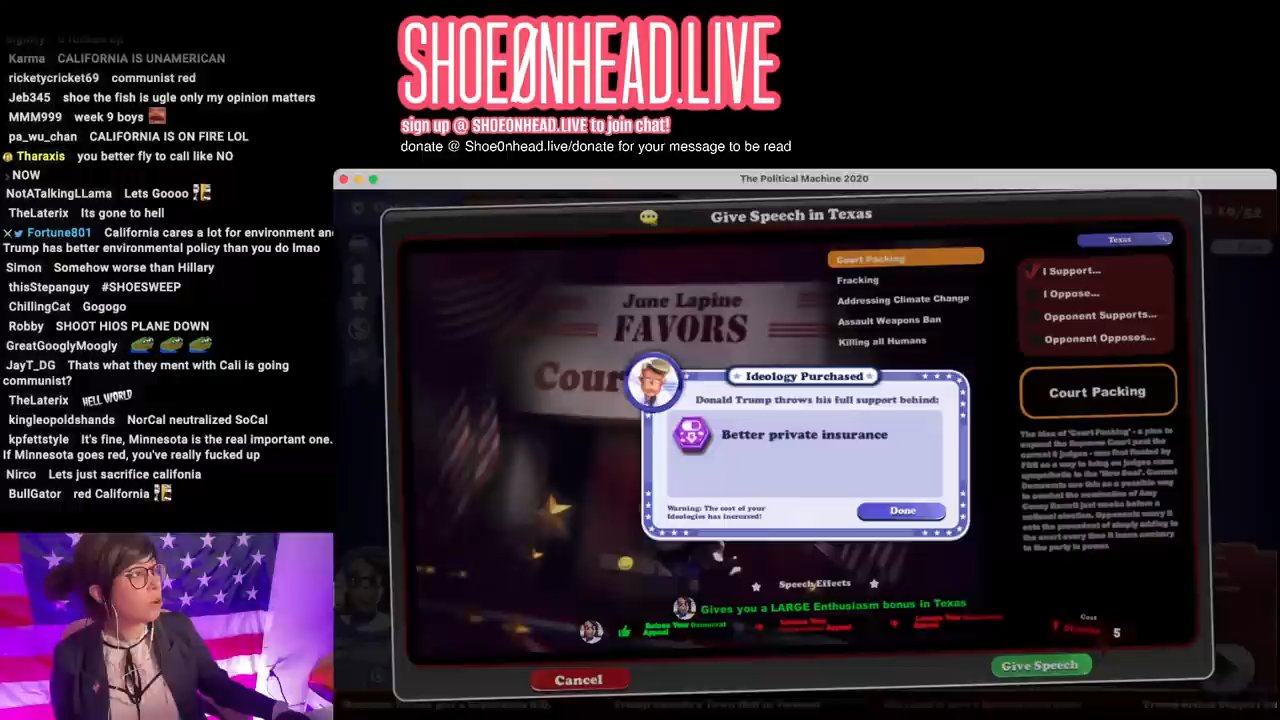 SHOEØNHEAD.LIVE
sign up @ SHOEONHEAD.LIVE to join chat!
donate @ Shoe0nhead.live/donate for your message to be read
Karma CALIFORNIA IS UNAMERICAN
ricketycricket69 communist red
Jeb345 shoe the fish is ugle only my opinion matters
MMM999 week 9 boys
pa_wu_chan CALIFORNIA IS ON FIRE LOL
Tharaxis you better fly to call like NO
NOW
NotATalkingLLama Lets Goooo
TheLaterix Its gone to hell
Fortune801 California cares a lot for environment an
Trump has better environmental policy than you do lmao
Simon Somehow worse than Hillary
thisStepanguy #SHOESWEEP
ChillingCat Gogogo
Robby SHOOT HIOS PLANE DOWN
GreatGooglyMoogly
JayT_DG Thats what they ment with Cali is going
communist?
TheLaterix HELL WORLD
kingleopoldshands NorCal neutralized SoCal
kpfettstyle It's fine, Minnesota is the real important one.
If Minnesota goes red, you've really fucked up
Nirco Lets just sacrifice califonia
BullGator red California
The Political Machine 2020
Give Speech in Texas
June Lapine
FAVORS
Cour
Court Packing
Fracking
Addressing Climate Change
Assault Weapons Ban
Killing all Humans
Texas
I Support...
I Oppose...
Opponent Supports...
Opponent Opposes...
Court Packing
Ideology Purchased
Donald Trump throws his full support behind:
Better private insurance
Warning: The cost of your
Ideologies has increased!
Done
Speech Effects
Gives you a LARGE Enthusiasm bonus in Texas
Raises Your Democrat
Appeal
Cost
5
Cancel
Give Speech